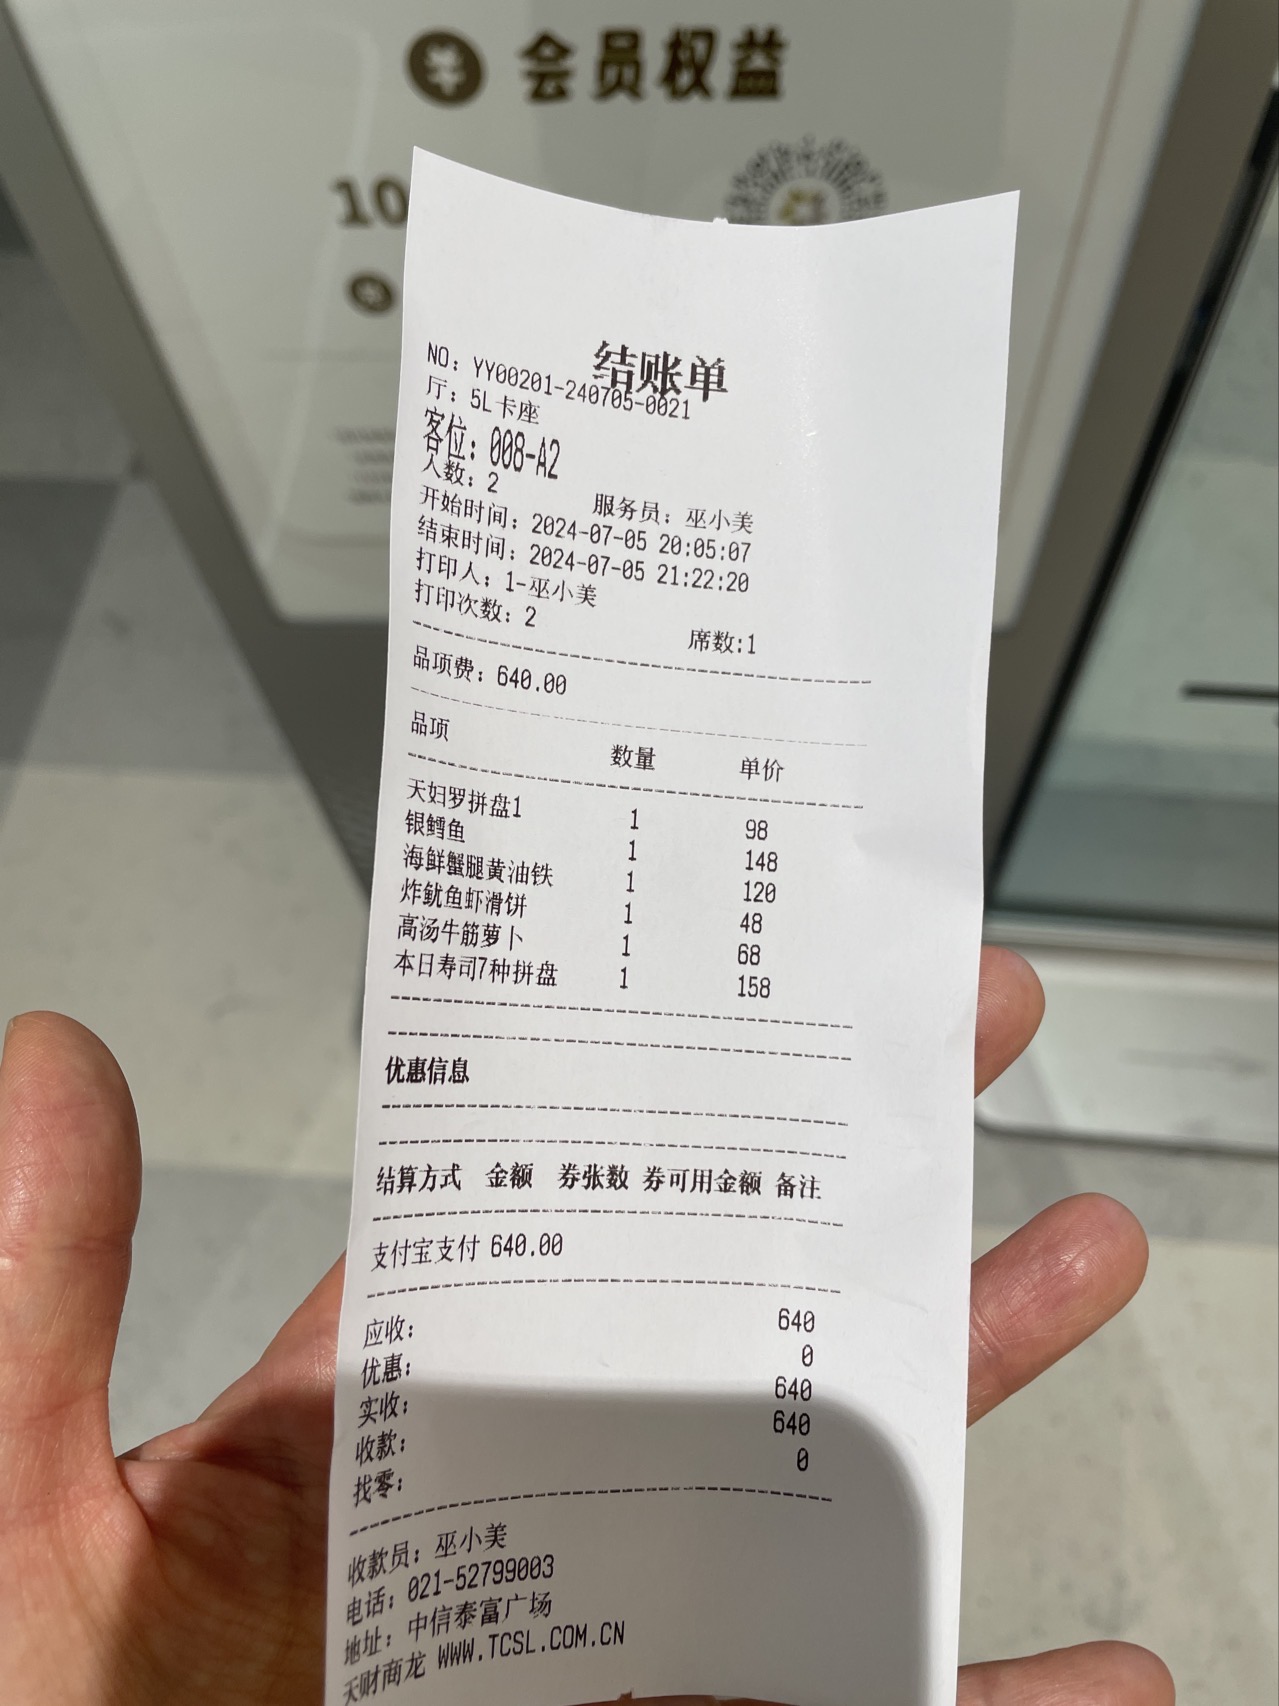 会员权益
10
结账单
NO: YY00201-240705-0021
厅: 5L卡座
客位: 008-A2
人数: 2 服务员: 巫小美
开始时间: 2024-07-05 20:05:07
结束时间: 2024-07-05 21:22:20
打印人: 1-巫小美
打印次数: 2 席数:1
品项费: 640.00
品项 数量 单价
天妇罗拼盘1 1 98
银鳕鱼 1 148
海鲜蟹腿黄油铁 1 120
炸鱿鱼虾滑饼 1 48
高汤牛筋萝卜 1 68
本日寿司7种拼盘 1 158
优惠信息
结算方式 金额 券张数 券可用金额 备注
支付宝支付 640.00
应收: 640
优惠: 0
实收: 640
收款: 640
找零: 0
收款员: 巫小美
电话: 021-52799003
地址: 中信泰富广场
天财商龙 WWW.TCSL.COM.CN